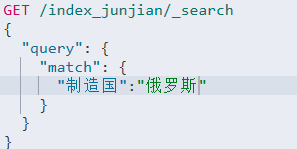 GET /index_junjian/_search
{
"query": {
"match": {
"制造国":"俄罗斯"
}
}
}